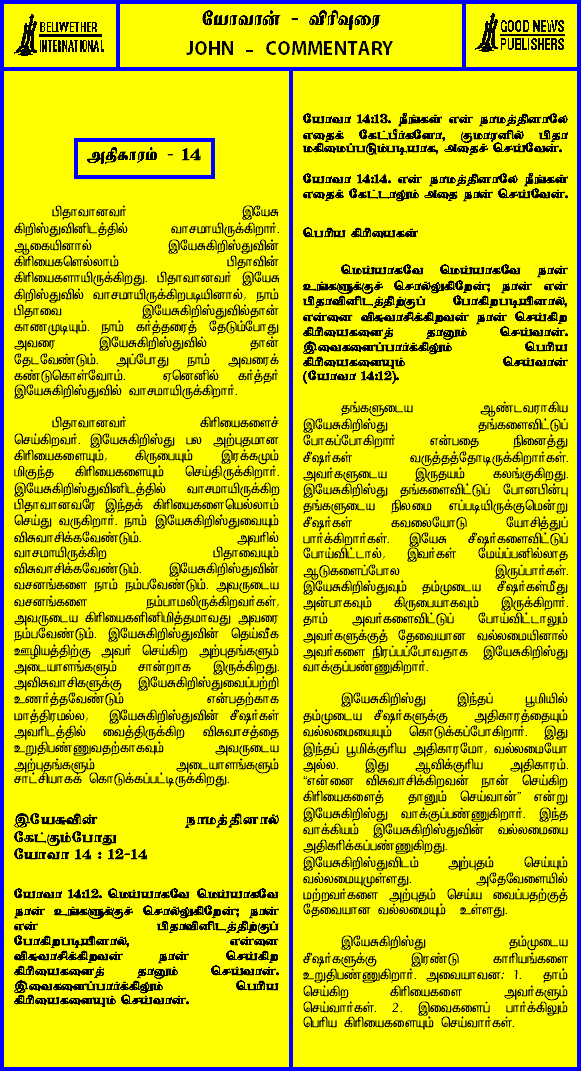 BELLWETHER
INTERNATIONAL
யோவான் - விரிவுரை
JOHN - COMMENTARY
GOOD NEWS
PUBLISHERS
அதிகாரம் - 14
பிதாவானவர் இயேசு
கிறிஸ்துவினிடத்தில் வாசமாயிருக்கிறார்.
ஆகையினால் இயேசுகிறிஸ்துவின்
கிரியைகளெல்லாம் பிதாவின்
கிரியைகளாயிருக்கிறது. பிதாவானவர் இயேசு
கிறிஸ்துவில் வாசமாயிருக்கிறபடியினால், நாம்
பிதாவை இயேசுகிறிஸ்துவில்தான்
காணமுடியும். நாம் கர்த்தரைத் தேடும்போது
அவரை இயேசுகிறிஸ்துவில் தான்
தேடவேண்டும். அப்போது நாம் அவரைக்
கண்டுகொள்வோம். ஏனெனில் கர்த்தர்
இயேசுகிறிஸ்துவில் வாசமாயிருக்கிறார்.
பிதாவானவர் கிரியைகளைச்
செய்கிறவர். இயேசுகிறிஸ்து பல அற்புதமான
கிரியைகளையும், கிருபையும் இரக்கமும்
மிகுந்த கிரியைகளையும் செய்திருக்கிறார்.
இயேசுகிறிஸ்துவினிடத்தில் வாசமாயிருக்கிற
பிதாவானவரே இந்தக் கிரியைகளையெல்லாம்
செய்து வருகிறார். நாம் இயேசுகிறிஸ்துவையும்
விசுவாசிக்கவேண்டும். அவரில்
வாசமாயிருக்கிற பிதாவையும்
விசுவாசிக்கவேண்டும். இயேசுகிறிஸ்துவின்
வசனங்களை நாம் நம்பவேண்டும். அவருடைய
வசனங்களை நம்பாமலிருக்கிறவர்கள்,
அவருடைய கிரியைகளினிமித்தமாவது அவரை
நம்பவேண்டும். இயேசுகிறிஸ்துவின் தெய்வீக
ஊழியத்திற்கு அவர் செய்கிற அற்புதங்களும்
அடையாளங்களும் சான்றாக இருக்கிறது.
அவிசுவாசிகளுக்கு இயேசுகிறிஸ்துவைப்பற்றி
உணர்த்தவேண்டும் என்பதற்காக
மாத்திரமல்ல, இயேசுகிறிஸ்துவின் சீஷர்கள்
அவரிடத்தில் வைத்திருக்கிற விசுவாசத்தை
உறுதிபண்ணுவதற்காகவும் அவருடைய
அற்புதங்களும் அடையாளங்களும்
சாட்சியாகக் கொடுக்கப்பட்டிருக்கிறது.
இயேசுவின் நாமத்தினால்
கேட்கும்போது
யோவா 14 : 12-14
யோவா 14:12. மெய்யாகவே மெய்யாகவே
நான் உங்களுக்குச் சொல்லுகிறேன்; நான்
என் பிதாவினிடத்திற்குப்
போகிறபடியினால், என்னை
விசுவாசிக்கிறவன் நான் செய்கிற
கிரியைகளைத் தானும் செய்வான்.
இவைகளைப்பார்க்கிலும் பெரிய
கிரியைகளையும் செய்வான்.
யோவா 14:13. நீங்கள் என் நாமத்தினாலே
எதைக் கேட்பீர்களோ, குமாரனில் பிதா
மகிமைப்படும்படியாக, அதைச் செய்வேன்.
யோவா 14:14. என் நாமத்தினாலே நீங்கள்
எதைக் கேட்டாலும் அதை நான் செய்வேன்.
பெரிய கிரியைகள்
மெய்யாகவே மெய்யாகவே நான்
உங்களுக்குச் சொல்லுகிறேன்; நான் என்
பிதாவினிடத்திற்குப் போகிறபடியினால்,
என்னை விசுவாசிக்கிறவன் நான் செய்கிற
கிரியைகளைத் தானும் செய்வான்.
இவைகளைப்பார்க்கிலும் பெரிய
கிரியைகளையும் செய்வான்
(யோவா 14:12).
தங்களுடைய ஆண்டவராகிய
இயேசுகிறிஸ்து தங்களைவிட்டுப்
போகப்போகிறார் என்பதை நினைத்து
சீஷர்கள் வருத்தத்தோடிருக்கிறார்கள்.
அவர்களுடைய இருதயம் கலங்குகிறது.
இயேசுகிறிஸ்து தங்களைவிட்டுப் போனபின்பு
தங்களுடைய நிலமை எப்படியிருக்குமென்று
சீஷர்கள் கவலையோடு யோசித்துப்
பார்க்கிறார்கள். இயேசு சீஷர்களைவிட்டுப்
போய்விட்டால், இவர்கள் மேய்ப்பனில்லாத
ஆடுகளைப்போல இருப்பார்கள்.
இயேசுகிறிஸ்துவும் தம்முடைய சீஷர்கள்மீது
அன்பாகவும் கிருபையாகவும் இருக்கிறார்.
தாம் அவர்களைவிட்டுப் போய்விட்டாலும்
அவர்களுக்குத் தேவையான வல்லமையினால்
அவர்களை நிரப்பப்போவதாக இயேசுகிறிஸ்து
வாக்குப்பண்ணுகிறார்.
இயேசுகிறிஸ்து இந்தப் பூமியில்
தம்முடைய சீஷர்களுக்கு அதிகாரத்தையும்
வல்லமையையும் கொடுக்கப்போகிறார். இது
இந்தப் பூமிக்குரிய அதிகாரமோ, வல்லமையோ
அல்ல. இது ஆவிக்குரிய அதிகாரம்.
"என்னை விசுவாசிக்கிறவன் நான் செய்கிற
கிரியைகளைத் தானும் செய்வான்" என்று
இயேசுகிறிஸ்து வாக்குப்பண்ணுகிறார். இந்த
வாக்கியம் இயேசுகிறிஸ்துவின் வல்லமையை
அதிகரிக்கப்பண்ணுகிறது.
இயேசுகிறிஸ்துவிடம் அற்புதம் செய்யும்
வல்லமையுமுள்ளது. அதேவேளையில்
மற்றவர்களை அற்புதம் செய்ய வைப்பதற்குத்
தேவையான வல்லமையும் உள்ளது.
இயேசுகிறிஸ்து தம்முடைய
சீஷர்களுக்கு இரண்டு காரியங்களை
உறுதிபண்ணுகிறார். அவையாவன: 1. தாம்
செய்கிற கிரியைகளை அவர்களும்
செய்வார்கள். 2. இவைகளைப் பார்க்கிலும்
பெரிய கிரியைகளையும் செய்வார்கள்.